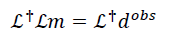 ℒ†ℒm = ℒ†d^obs